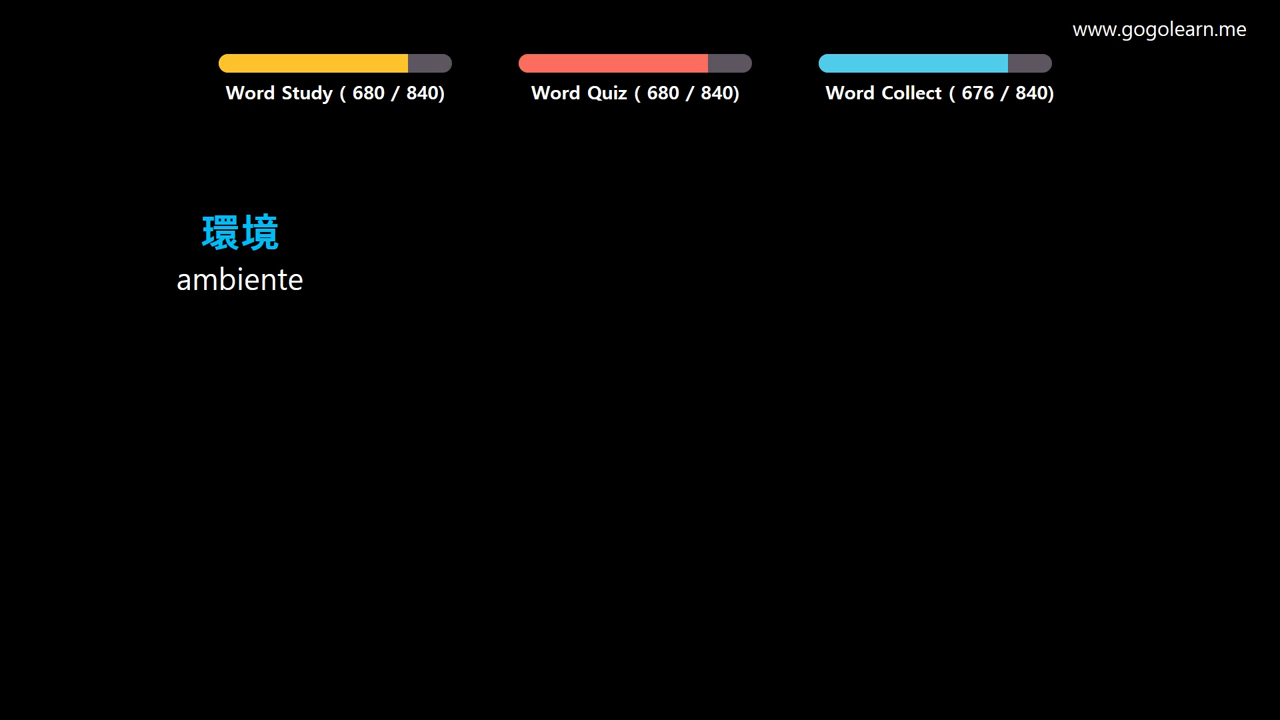 www.gogolearn.me
Word Study ( 680 / 840)
Word Quiz ( 680 / 840)
Word Collect ( 676 / 840)
環境
ambiente